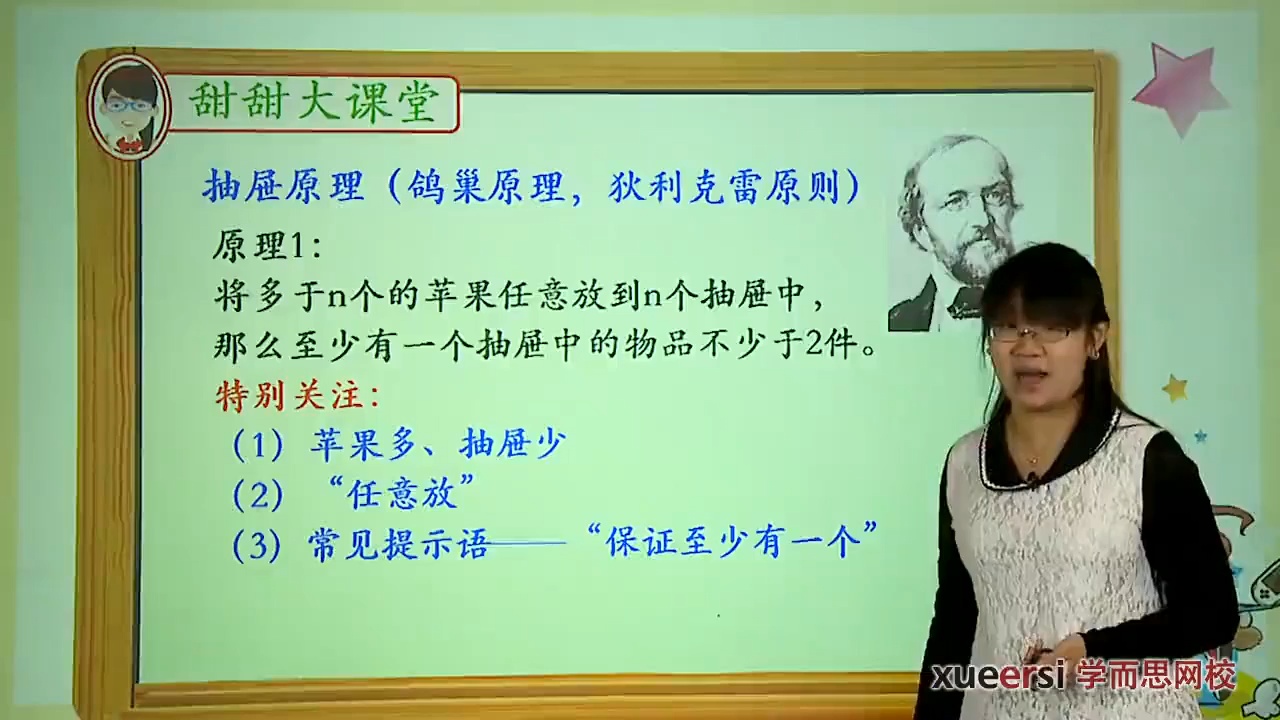 甜甜大课堂
抽屉原理（鸽巢原理，狄利克雷原则）
原理1：
将多于n个的苹果任意放到n个抽屉中，
那么至少有一个抽屉中的物品不少于2件。
特别关注：
（1）苹果多、抽屉少
（2）“任意放”
（3）常见提示语——“保证至少有一个”
xueersi 学而思网校